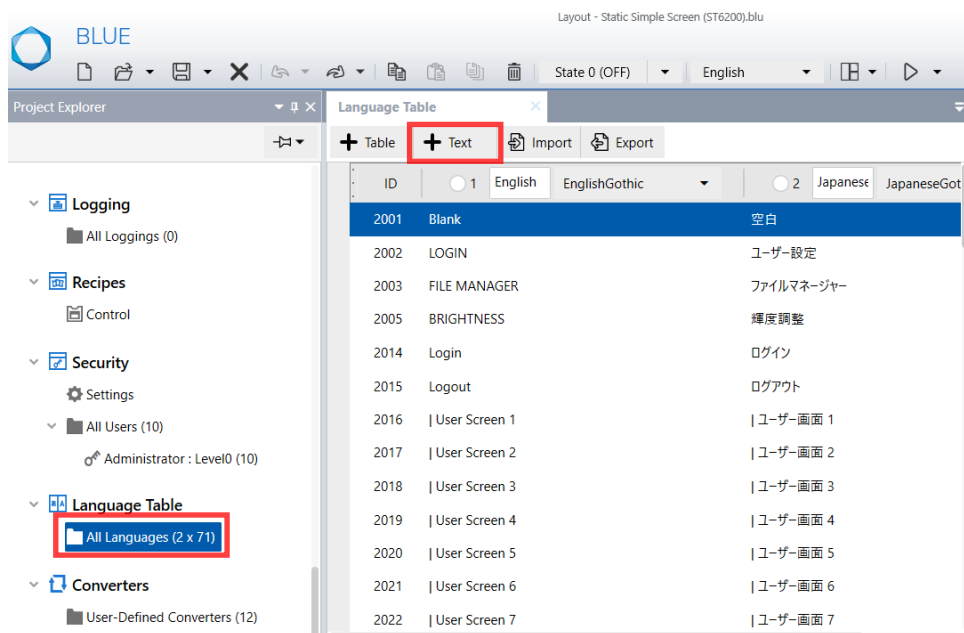 Layout - Static Simple Screen (ST6200).blu
BLUE
State 0 (OFF) English
Project Explorer
Logging
All Loggings (0)
Recipes
Control
Security
Settings
All Users (10)
Administrator : Level0 (10)
Language Table
All Languages (2 x 71)
Converters
User-Defined Converters (12)
Language Table
Table Text Import Export
ID 1 English EnglishGothic 2 Japanese JapaneseGot
2001 Blank 空白
2002 LOGIN ユーザー設定
2003 FILE MANAGER ファイルマネージャー
2005 BRIGHTNESS 輝度調整
2014 Login ログイン
2015 Logout ログアウト
2016 | User Screen 1 | ユーザー画面 1
2017 | User Screen 2 | ユーザー画面 2
2018 | User Screen 3 | ユーザー画面 3
2019 | User Screen 4 | ユーザー画面 4
2020 | User Screen 5 | ユーザー画面 5
2021 | User Screen 6 | ユーザー画面 6
2022 | User Screen 7 | ユーザー画面 7